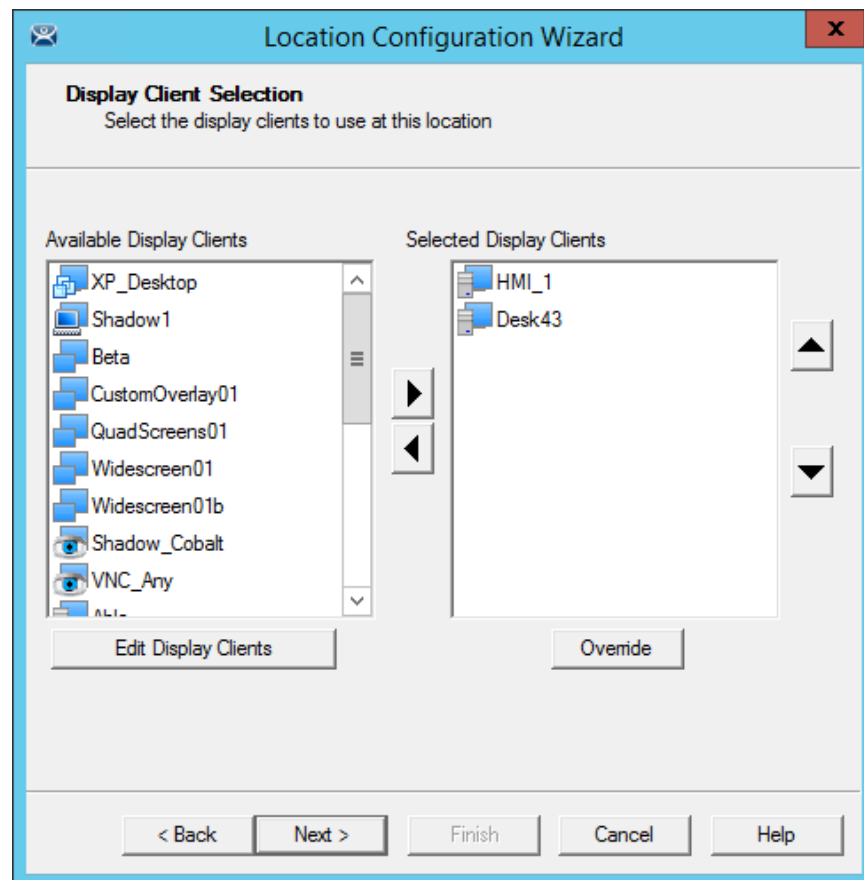 Location Configuration Wizard
x
Display Client Selection
Select the display clients to use at this location
Available Display Clients
XP_Desktop
Shadow1
Beta
CustomOverlay01
QuadScreens01
Widescreen01
Widescreen01b
Shadow_Cobalt
VNC_Any
Edit Display Clients
Selected Display Clients
HMI_1
Desk43
Override
< Back
Next >
Finish
Cancel
Help